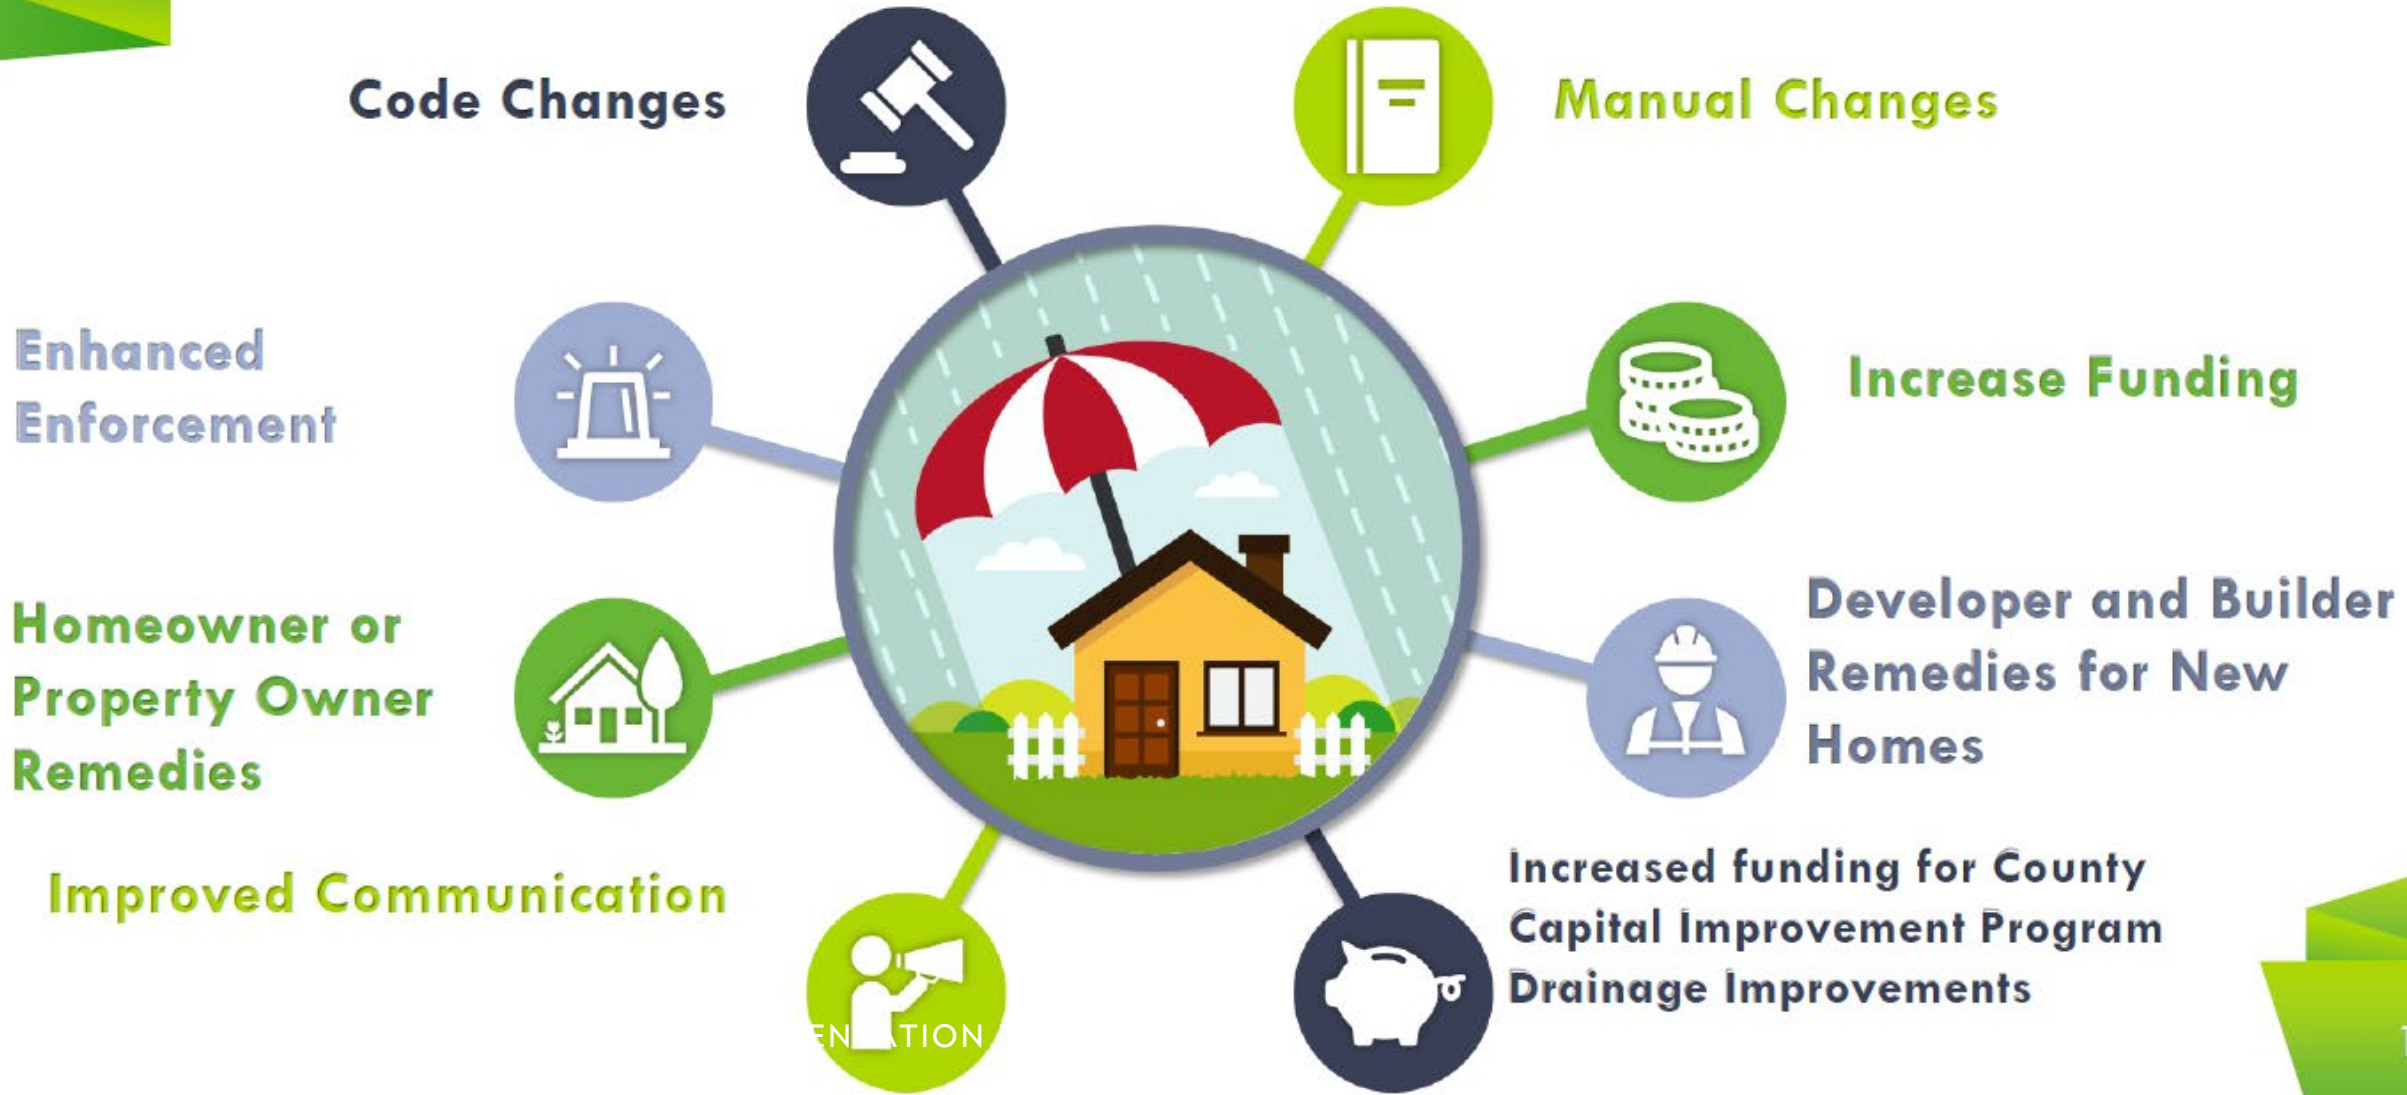 Code Changes
Manual Changes
Enhanced
Enforcement
Increase Funding
Homeowner or
Property Owner
Remedies
Developer and Builder
Remedies for New
Homes
Improved Communication
Increased funding for County
Capital Improvement Program
Drainage Improvements